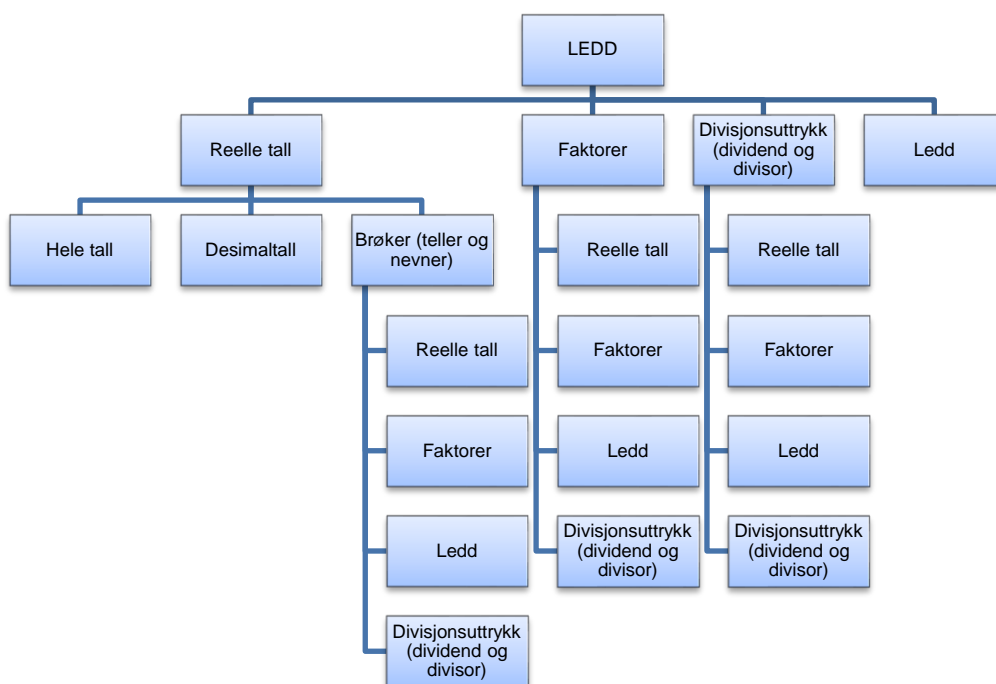 LEDD
Reelle tall
Faktorer
Divisjonsuttrykk
(dividend og
divisor)
Ledd
Hele tall
Desimaltall
Brøker (teller og
nevner)
Reelle tall
Faktorer
Ledd
Divisjonsuttrykk
(dividend og
divisor)
Reelle tall
Faktorer
Ledd
Divisjonsuttrykk
(dividend og
divisor)
Reelle tall
Faktorer
Ledd
Divisjonsuttrykk
(dividend og
divisor)